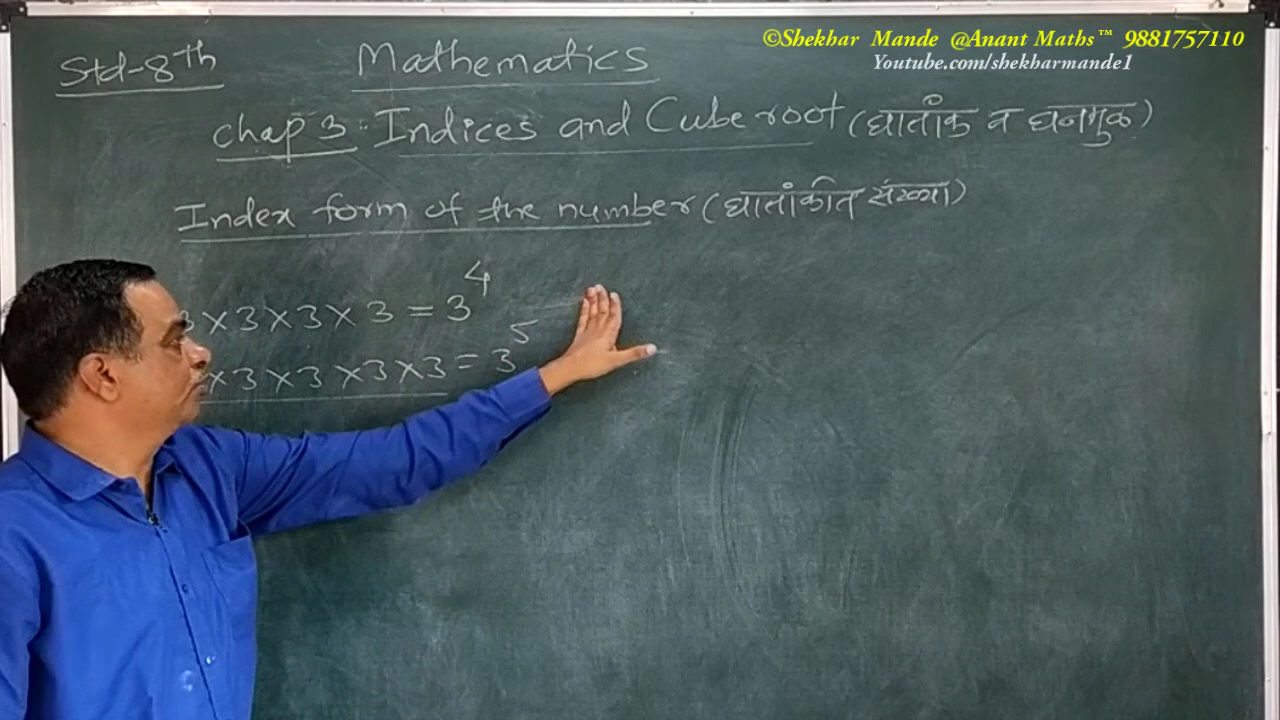 ©Shekhar Mande @Anant Maths™ 9881757110
Youtube.com/shekharmande1
Std-8th Mathematics
Chap 3: Indices and Cube root (घातांक व घनमुळ)
Index form of the number (घातांकीत संख्या)
3×3×3×3 = 3⁴
×3×3×3×3 = 3⁵